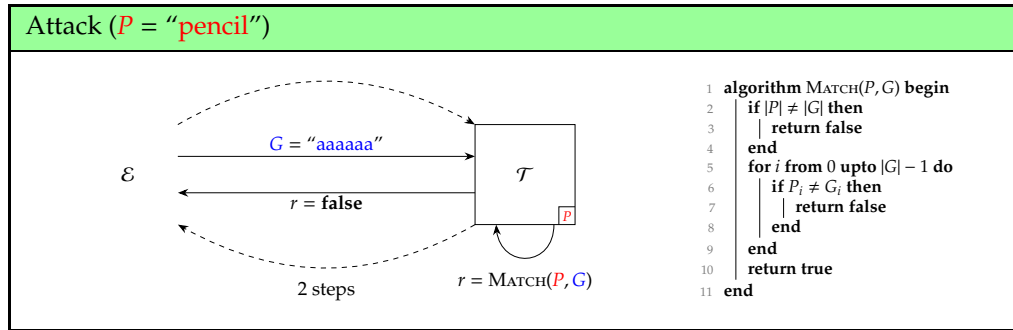 Attack (P = “pencil”)
ℰ
G = “aaaaaa”
r = false
2 steps
𝒯
P
r = Match(P, G)
1 algorithm Match(P, G) begin
2 if |P| ≠ |G| then
3 return false
4 end
5 for i from 0 upto |G| − 1 do
6 if P_i ≠ G_i then
7 return false
8 end
9 end
10 return true
11 end